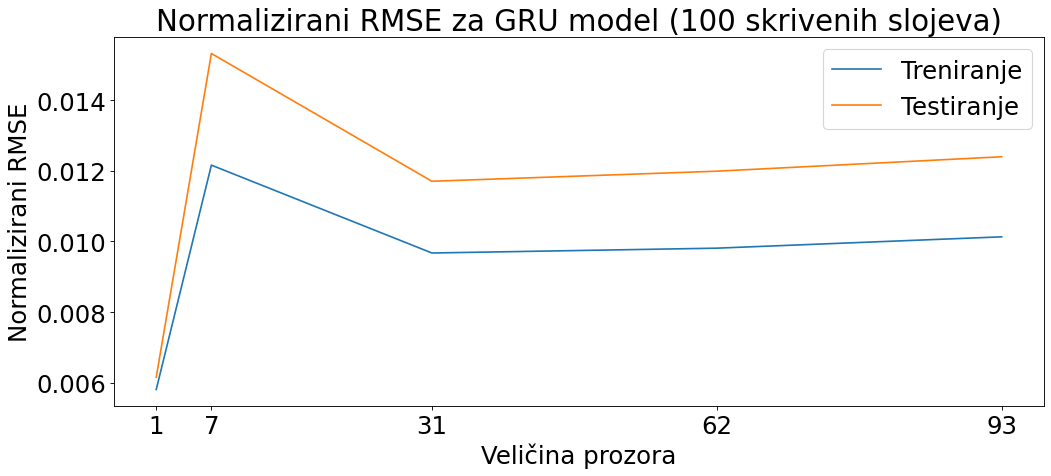 Normalizirani RMSE za GRU model (100 skrivenih slojeva)
Treniranje
Testiranje
Normalizirani RMSE
0.014
0.012
0.010
0.008
0.006
1 7 31 62 93
Veličina prozora